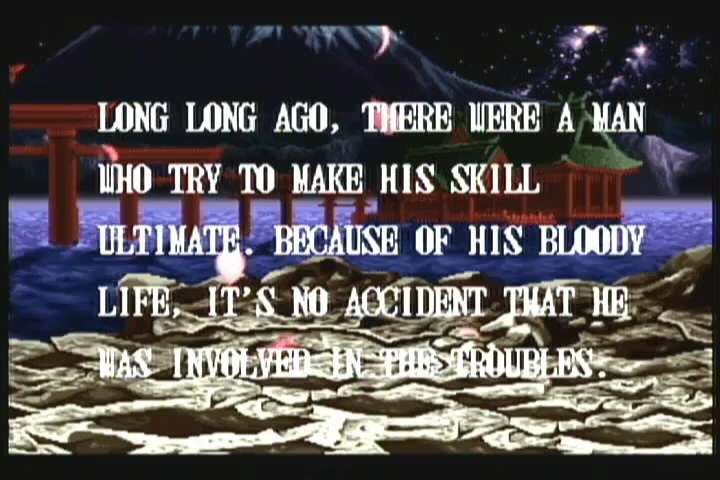 LONG LONG AGO, THERE WERE A MAN
WHO TRY TO MAKE HIS SKILL
ULTIMATE. BECAUSE OF HIS BLOODY
LIFE, IT'S NO ACCIDENT THAT HE
WAS INVOLVED IN THE TROUBLES.